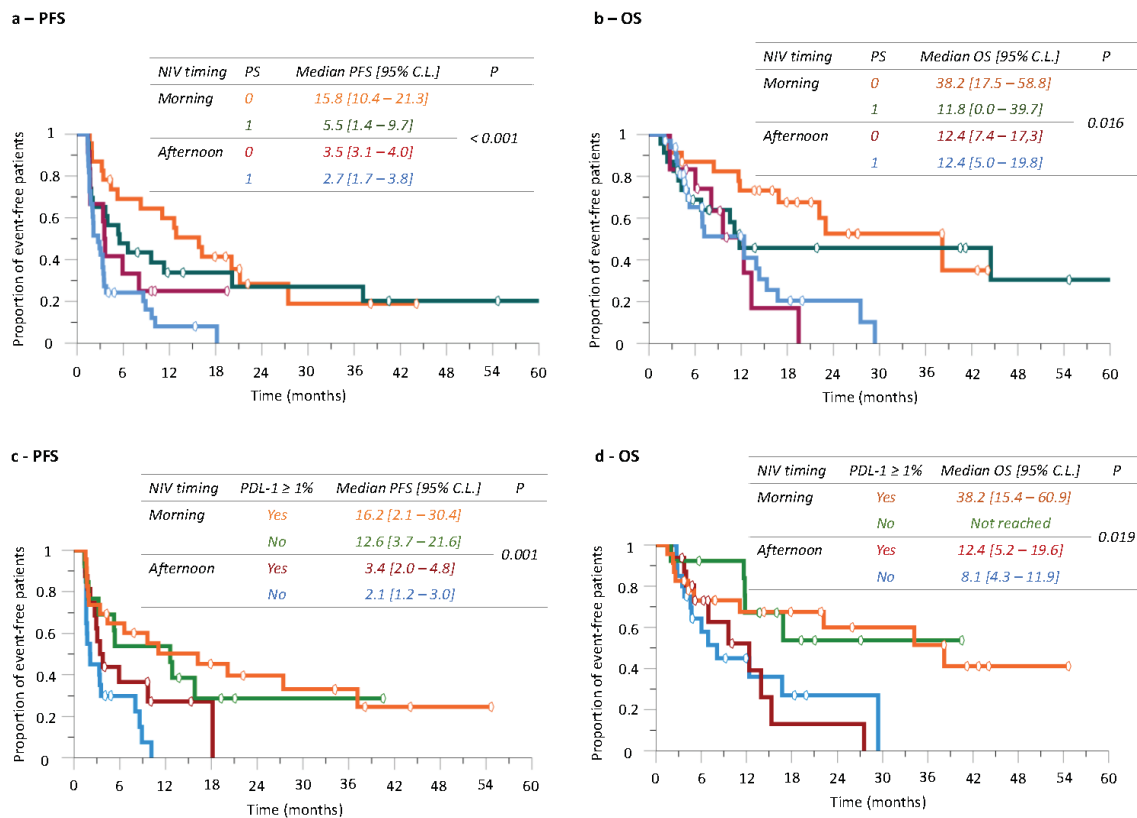 a – PFS
NIV timing PS Median PFS [95% C.L.] P
Morning 0 15.8 [10.4 – 21.3]
1 5.5 [1.4 – 9.7]
< 0.001
Afternoon 0 3.5 [3.1 – 4.0]
1 2.7 [1.7 – 3.8]
Proportion of event-free patients
1
0.8
0.6
0.4
0.2
0
0 6 12 18 24 30 36 42 48 54 60
Time (months)
b – OS
NIV timing PS Median OS [95% C.L.] P
Morning 0 38.2 [17.5 – 58.8]
1 11.8 [0.0 – 39.7]
0.016
Afternoon 0 12.4 [7.4 – 17,3]
1 12.4 [5.0 – 19.8]
Proportion of event-free patients
1
0.8
0.6
0.4
0.2
0
0 6 12 18 24 30 36 42 48 54 60
Time (months)
c - PFS
NIV timing PDL-1 ≥ 1% Median PFS [95% C.L.] P
Morning Yes 16.2 [2.1 – 30.4]
No 12.6 [3.7 – 21.6]
0.001
Afternoon Yes 3.4 [2.0 – 4.8]
No 2.1 [1.2 – 3.0]
Proportion of event-free patients
1
0.8
0.6
0.4
0.2
0
0 6 12 18 24 30 36 42 48 54 60
Time (months)
d - OS
NIV timing PDL-1 ≥ 1% Median OS [95% C.L.] P
Morning Yes 38.2 [15.4 – 60.9]
No Not reached
0.019
Afternoon Yes 12.4 [5.2 – 19.6]
No 8.1 [4.3 – 11.9]
Proportion of event-free patients
1
0.8
0.6
0.4
0.2
0
0 6 12 18 24 30 36 42 48 54 60
Time (months)